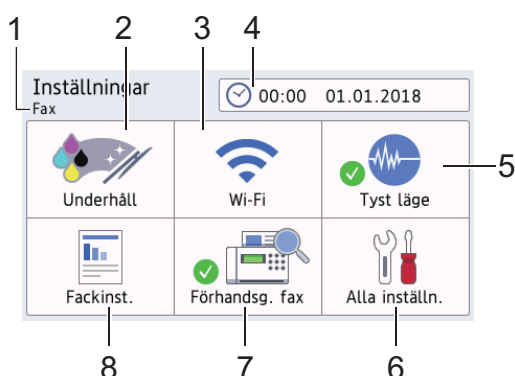 1 2 3 4
Inställningar
Fax
00:00 01.01.2018
Underhåll Wi-Fi Tyst läge
5
Fackinst. Förhandsg. fax Alla inställn.
8 7 6